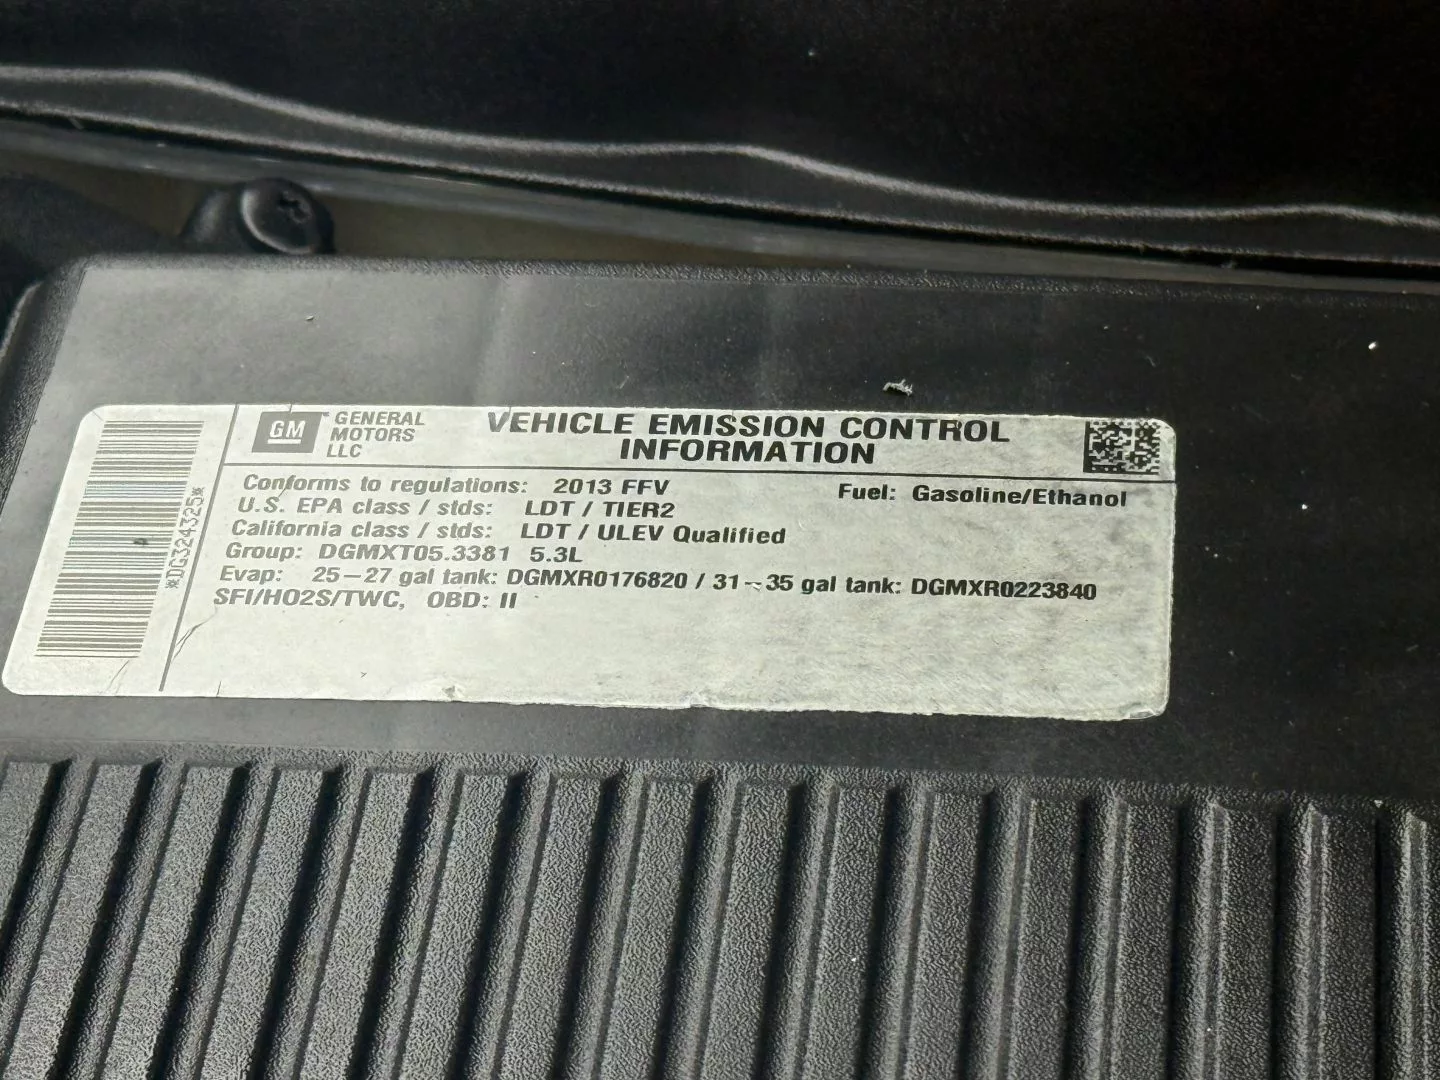 *DG324325*
GM
GENERAL
MOTORS
LLC
VEHICLE EMISSION CONTROL
INFORMATION
Conforms to regulations: 2013 FFV
Fuel: Gasoline/Ethanol
U.S. EPA class / stds: LDT / TIER2
California class / stds: LDT / ULEV Qualified
Group: DGMXT05.3381 5.3L
Evap: 25-27 gal tank: DGMXR0176820 / 31-35 gal tank: DGMXR0223840
SFI/HO2S/TWC, OBD: II